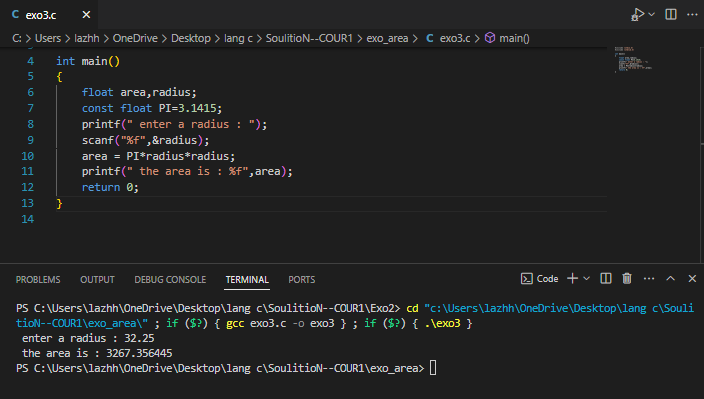 C exo3.c
C: > Users > lazhh > OneDrive > Desktop > lang c > SoulitioN--COUR1 > exo_area > C exo3.c > main()
4 int main()
5 {
6 float area,radius;
7 const float PI=3.1415;
8 printf(" enter a radius : ");
9 scanf("%f",&radius);
10 area = PI*radius*radius;
11 printf(" the area is : %f",area);
12 return 0;
13 }
14
PROBLEMS OUTPUT DEBUG CONSOLE TERMINAL PORTS Code
PS C:\Users\lazhh\OneDrive\Desktop\lang c\SoulitioN--COUR1\Exo2> cd "c:\Users\lazhh\OneDrive\Desktop\lang c\Souli
tioN--COUR1\exo_area\" ; if ($?) { gcc exo3.c -o exo3 } ; if ($?) { .\exo3 }
enter a radius : 32.25
the area is : 3267.356445
PS C:\Users\lazhh\OneDrive\Desktop\lang c\SoulitioN--COUR1\exo_area>